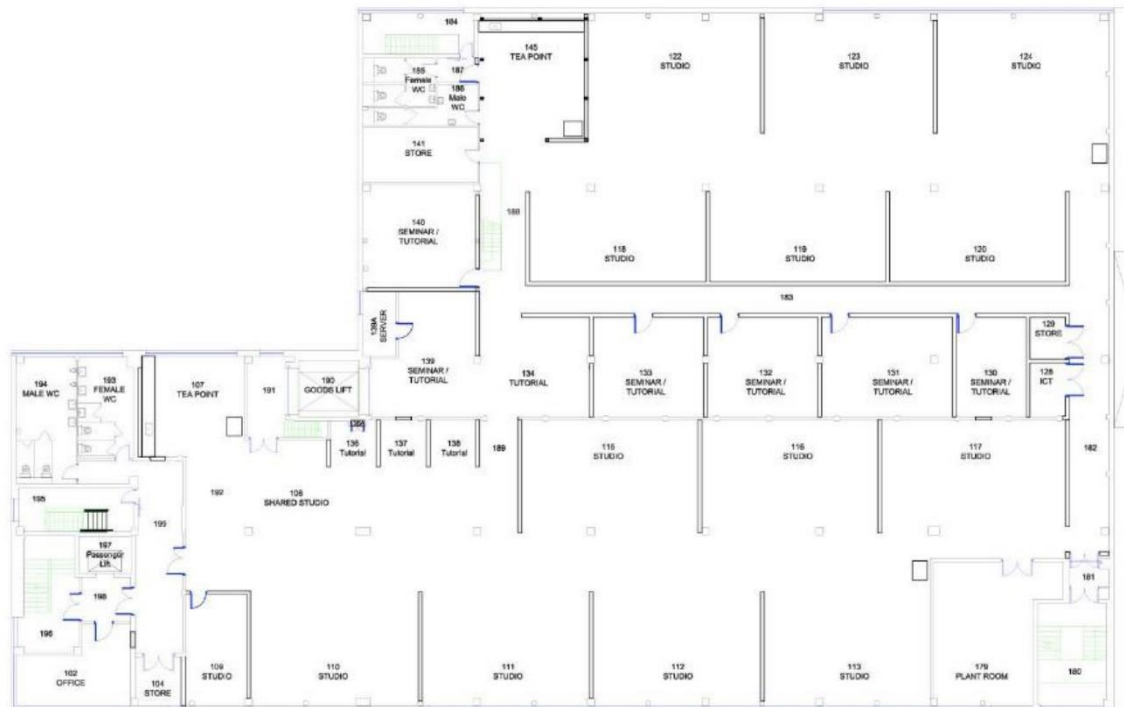 184
145
TEA POINT
122
STUDIO
123
STUDIO
124
STUDIO
185
Female
WC
187
186
Male
WC
141
STORE
140
SEMINAR /
TUTORIAL
188
118
STUDIO
119
STUDIO
120
STUDIO
183
139A
SERVER
139
SEMINAR /
TUTORIAL
134
TUTORIAL
133
SEMINAR /
TUTORIAL
132
SEMINAR /
TUTORIAL
131
SEMINAR /
TUTORIAL
130
SEMINAR /
TUTORIAL
129
STORE
128
ICT
194
MALE WC
193
FEMALE
WC
107
TEA POINT
191
190
GOODS LIFT
136
Tutorial
137
Tutorial
138
Tutorial
189
115
STUDIO
116
STUDIO
117
STUDIO
182
192
108
SHARED STUDIO
195
199
197
Passenger
Lift
198
196
102
OFFICE
104
STORE
109
STUDIO
110
STUDIO
111
STUDIO
112
STUDIO
113
STUDIO
179
PLANT ROOM
181
180